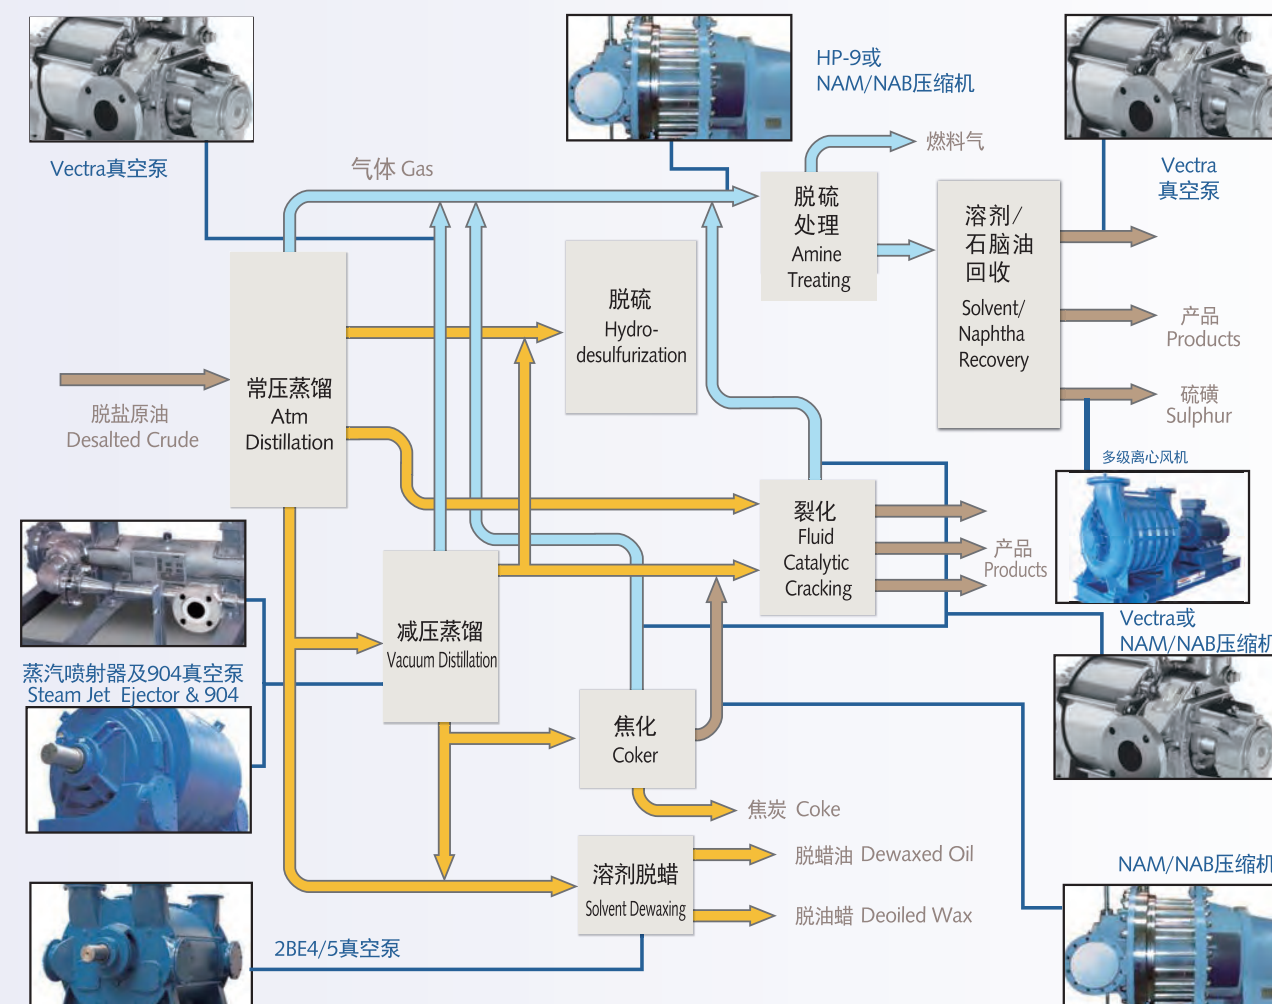 HP-9或
NAM/NAB压缩机
Vectra真空泵
气体 Gas
燃料气
Vectra
真空泵
脱硫
处理
Amine
Treating
溶剂/
石脑油
回收
Solvent/
Naphtha
Recovery
脱硫
Hydro-
desulfurization
产品
Products
常压蒸馏
Atm
Distillation
脱盐原油
Desalted Crude
硫磺
Sulphur
多级离心风机
裂化
Fluid
Catalytic
Cracking
产品
Products
减压蒸馏
Vacuum Distillation
Vectra或
NAM/NAB压缩机
蒸汽喷射器及904真空泵
Steam Jet Ejector & 904
焦化
Coker
焦炭 Coke
溶剂脱蜡
Solvent Dewaxing
脱蜡油 Dewaxed Oil
脱油蜡 Deoiled Wax
NAM/NAB压缩机
2BE4/5真空泵